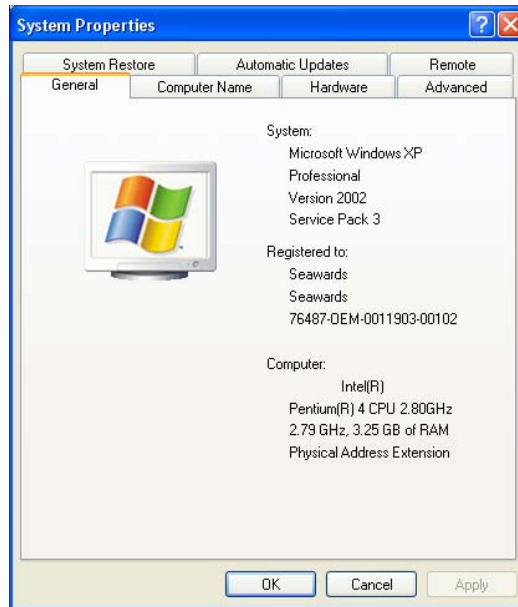 System Properties
System Restore Automatic Updates Remote
General Computer Name Hardware Advanced
System:
Microsoft Windows XP
Professional
Version 2002
Service Pack 3
Registered to:
Seawards
Seawards
76487-OEM-0011903-00102
Computer:
Intel(R)
Pentium(R) 4 CPU 2.80GHz
2.79 GHz, 3.25 GB of RAM
Physical Address Extension
OK Cancel Apply